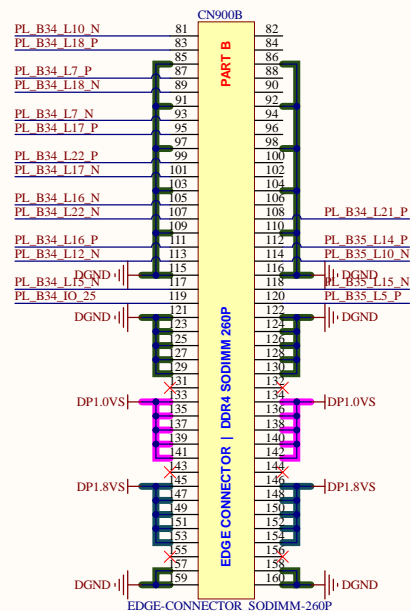 CN900B
PL_B34_L10_N 81 82
PL_B34_L18_P 83 84
85 86
PL_B34_L7_P 87 88
PL_B34_L18_N 89 90
91 92
PL_B34_L7_N 93 94
PL_B34_L17_P 95 96
97 98
PL_B34_L22_P 99 100
PL_B34_L17_N 101 102
103 104
PL_B34_L16_N 105 106
PL_B34_L22_N 107 108 PL_B34_L21_P
109 110
PL_B34_L16_P 111 112 PL_B35_L14_P
PL_B34_L12_N 113 114 PL_B35_L10_N
DGND 115 116 DGND
PL_B34_L15_N 117 118 PL_B35_L15_N
PL_B34_IO_25 119 120 PL_B35_L5_P
DGND 121 122 DGND
123 124
125 126
127 128
129 130
131 132
DP1.0VS 133 134 DP1.0VS
135 136
137 138
139 140
141 142
143 144
DP1.8VS 145 146 DP1.8VS
147 148
149 150
151 152
153 154
155 156
157 158
DGND 159 160 DGND
PART B
EDGE CONNECTOR | DDR4 SODIMM 260P
EDGE-CONNECTOR_SODIMM-260P